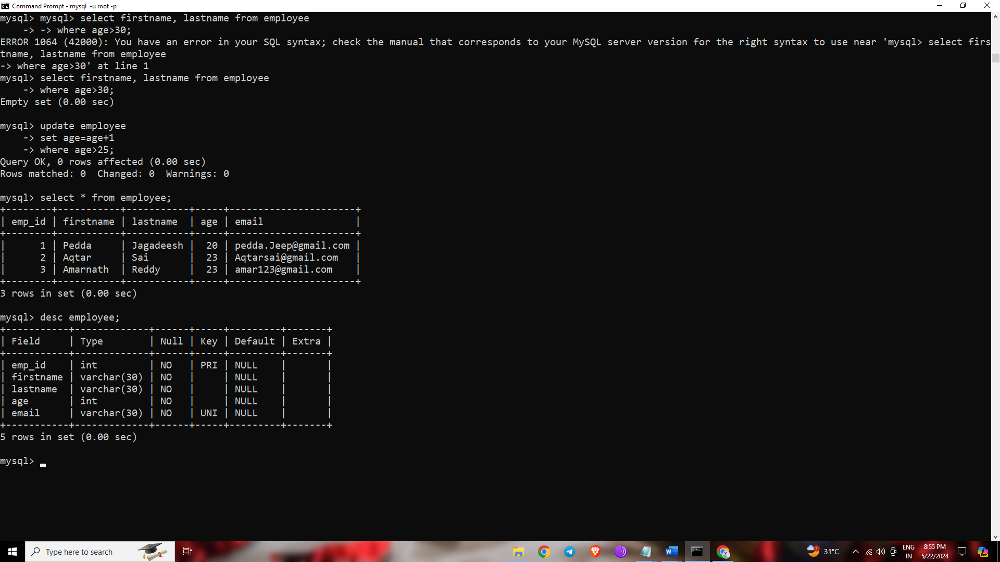 Command Prompt - mysql  -u root -p
mysql> mysql> select firstname, lastname from employee
    -> -> where age>30;
ERROR 1064 (42000): You have an error in your SQL syntax; check the manual that corresponds to your MySQL server version for the right syntax to use near 'mysql> select firs
tname, lastname from employee
-> where age>30' at line 1
mysql> select firstname, lastname from employee
    -> where age>30;
Empty set (0.00 sec)

mysql> update employee
    -> set age=age+1
    -> where age>25;
Query OK, 0 rows affected (0.00 sec)
Rows matched: 0  Changed: 0  Warnings: 0

mysql> select * from employee;
+--------+-----------+-----------+-----+----------------------+
| emp_id | firstname | lastname  | age | email                |
+--------+-----------+-----------+-----+----------------------+
|      1 | Pedda     | Jagadeesh |  20 | pedda.Jeep@gmail.com |
|      2 | Aqtar     | Sai       |  23 | Aqtarsai@gmail.com   |
|      3 | Amarnath  | Reddy     |  23 | amar123@gmail.com    |
+--------+-----------+-----------+-----+----------------------+
3 rows in set (0.00 sec)

mysql> desc employee;
+-----------+-------------+------+-----+---------+-------+
| Field     | Type        | Null | Key | Default | Extra |
+-----------+-------------+------+-----+---------+-------+
| emp_id    | int         | NO   | PRI | NULL    |       |
| firstname | varchar(30) | NO   |     | NULL    |       |
| lastname  | varchar(30) | NO   |     | NULL    |       |
| age       | int         | NO   |     | NULL    |       |
| email     | varchar(30) | NO   | UNI | NULL    |       |
+-----------+-------------+------+-----+---------+-------+
5 rows in set (0.00 sec)

mysql>
Type here to search
31°C
ENG
IN
8:55 PM
5/22/2024